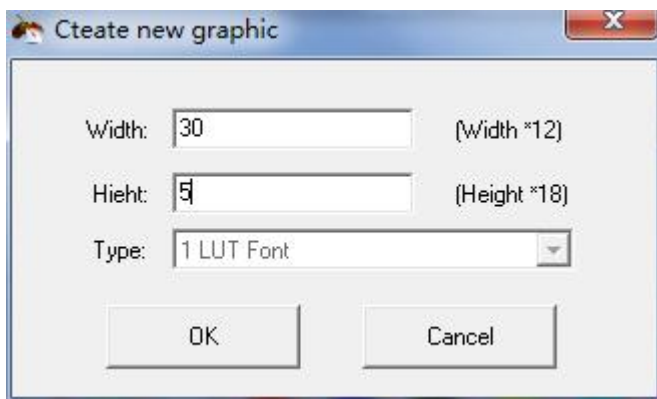 Cteate new graphic
Width: 30 (Width *12)
Hieht: 5 (Height *18)
Type: 1 LUT Font
OK Cancel